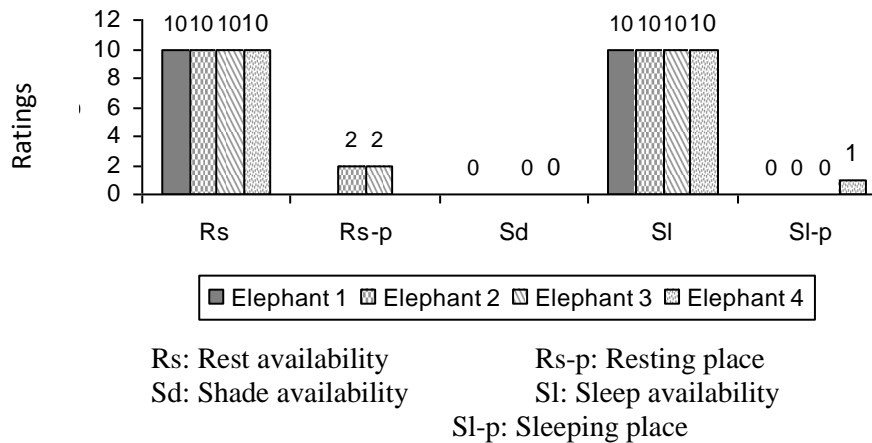 12
10
8
6
4
2
0
Ratings
10 10 10 10
2 2
0 0 0
10 10 10 10
0 0 0 1
Rs Rs-p Sd Sl Sl-p
Elephant 1 Elephant 2 Elephant 3 Elephant 4
Rs: Rest availability Rs-p: Resting place
Sd: Shade availability Sl: Sleep availability
Sl-p: Sleeping place